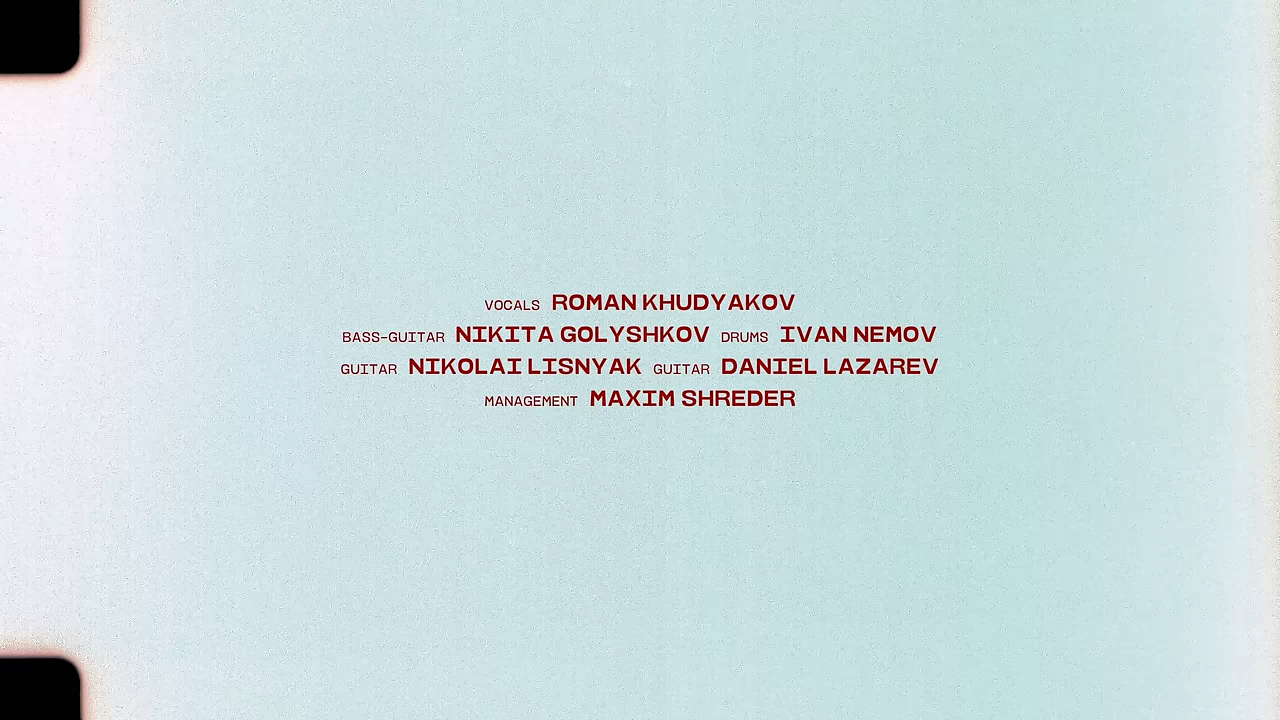 VOCALS ROMAN KHUDYAKOV
BASS-GUITAR NIKITA GOLYSHKOV DRUMS IVAN NEMOV
GUITAR NIKOLAI LISNYAK GUITAR DANIEL LAZAREV
MANAGEMENT MAXIM SHREDER